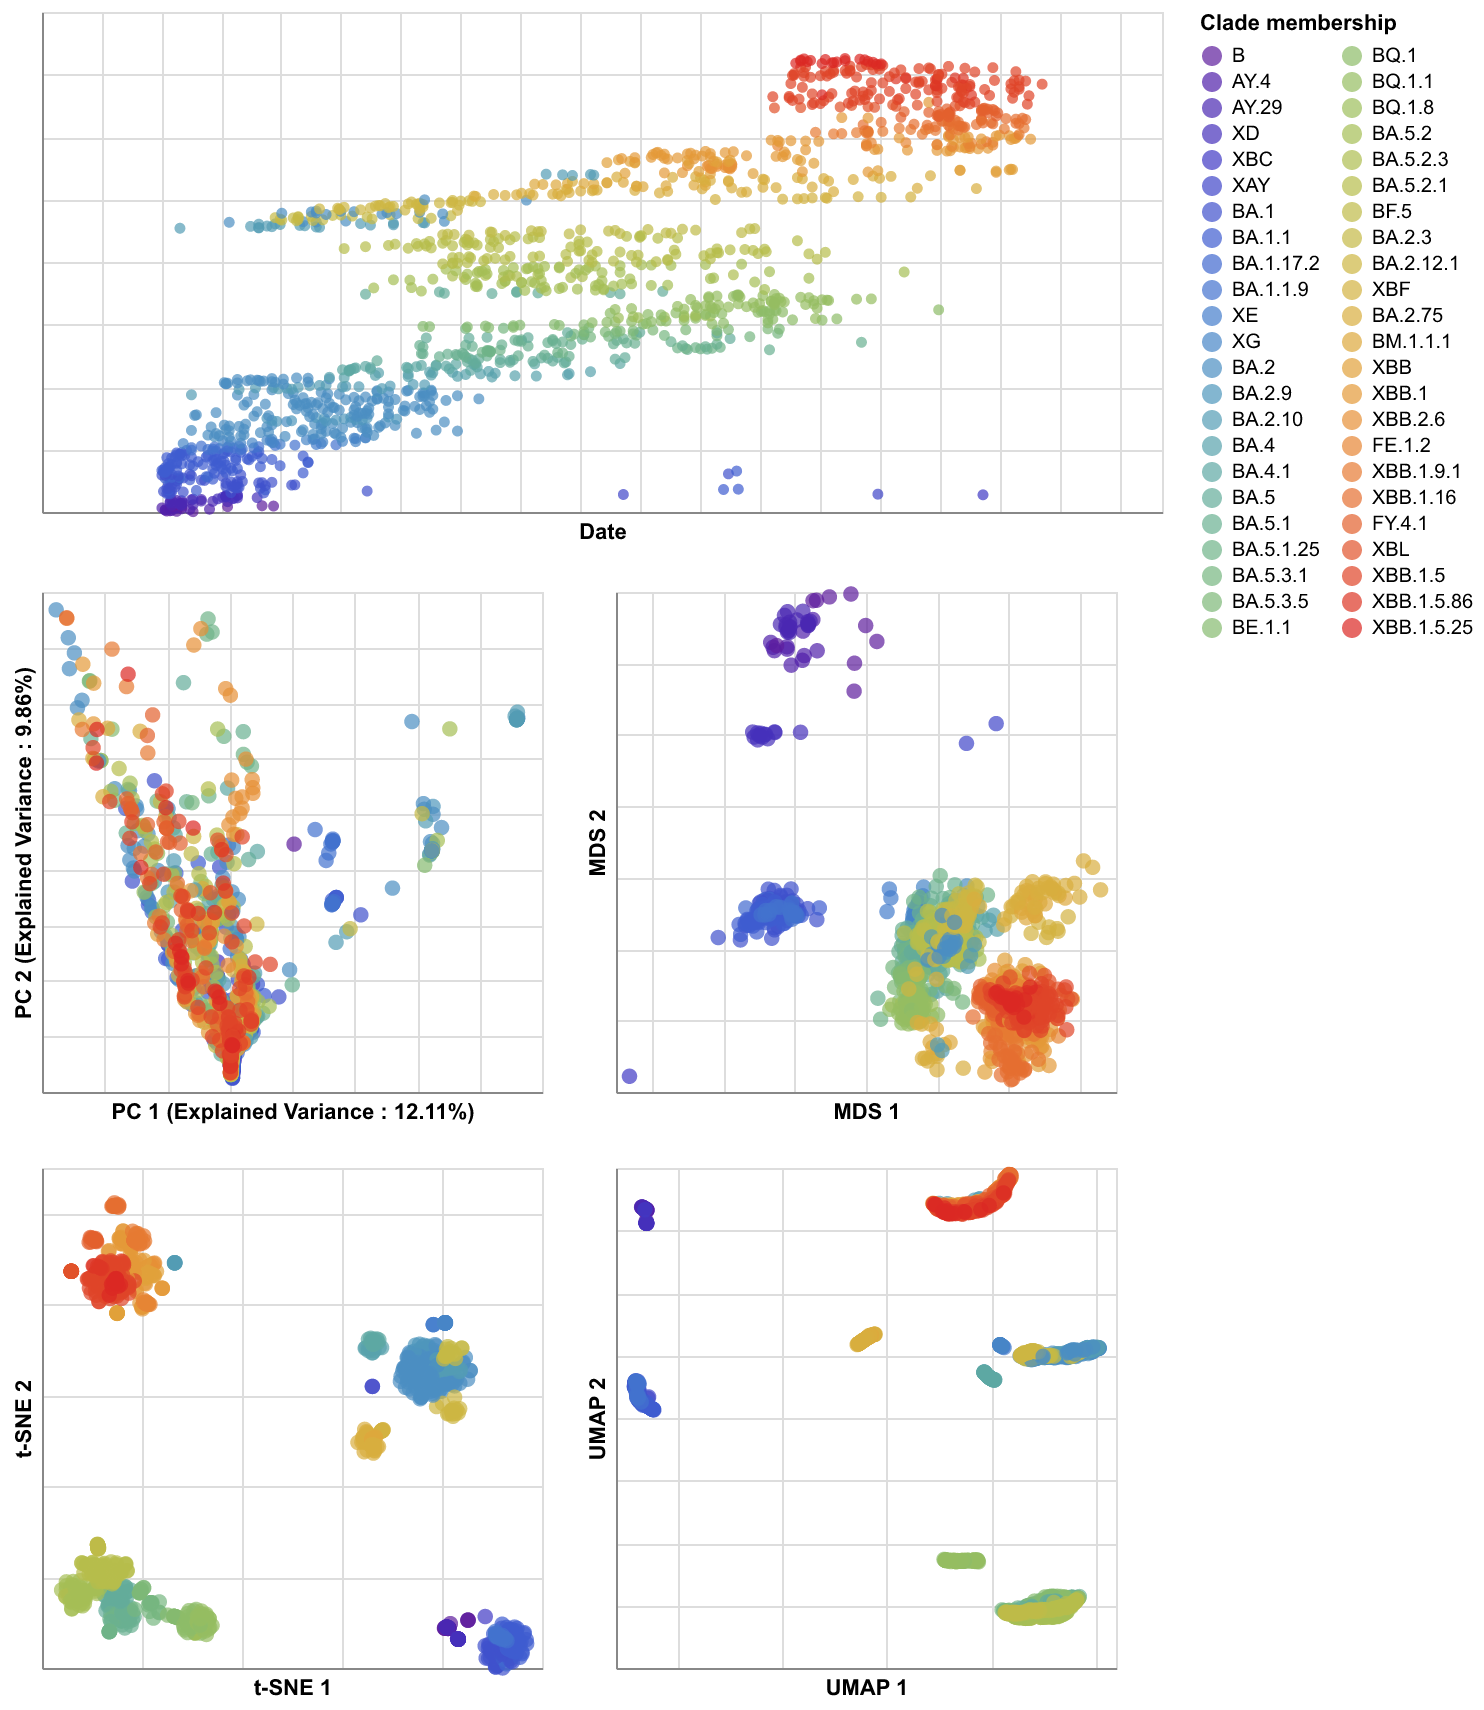 Clade membership
B
AY.4
AY.29
XD
XBC
XAY
BA.1
BA.1.1
BA.1.17.2
BA.1.1.9
XE
XG
BA.2
BA.2.9
BA.2.10
BA.4
BA.4.1
BA.5
BA.5.1
BA.5.1.25
BA.5.3.1
BA.5.3.5
BE.1.1
BQ.1
BQ.1.1
BQ.1.8
BA.5.2
BA.5.2.3
BA.5.2.1
BF.5
BA.2.3
BA.2.12.1
XBF
BA.2.75
BM.1.1.1
XBB
XBB.1
XBB.2.6
FE.1.2
XBB.1.9.1
XBB.1.16
FY.4.1
XBL
XBB.1.5
XBB.1.5.86
XBB.1.5.25
Date
PC 2 (Explained Variance : 9.86%)
PC 1 (Explained Variance : 12.11%)
MDS 2
MDS 1
t-SNE 2
t-SNE 1
UMAP 2
UMAP 1